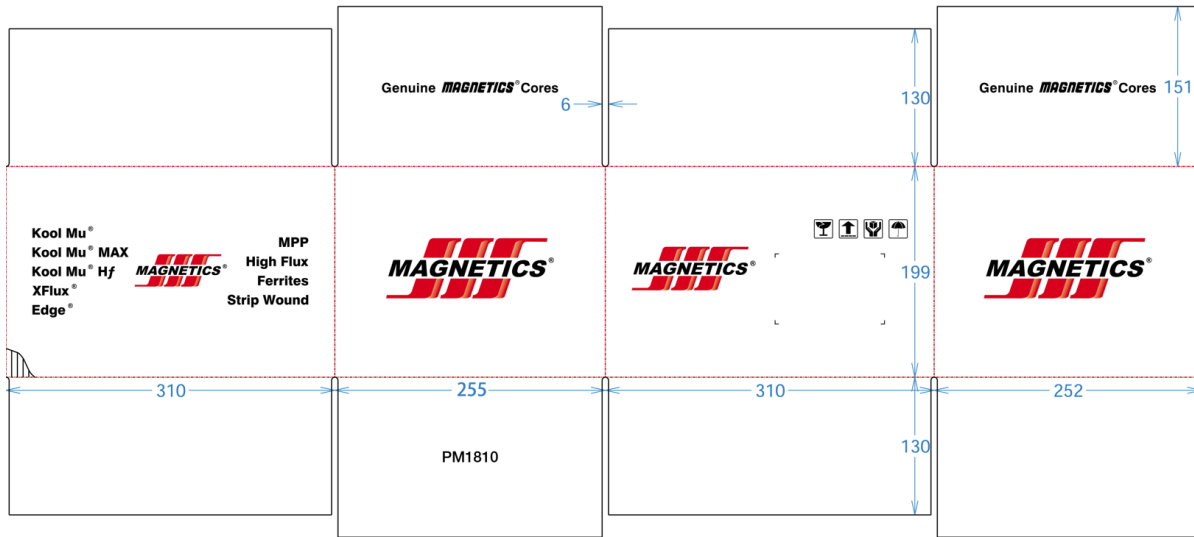 Genuine MAGNETICS® Cores
6
130
Genuine MAGNETICS® Cores
151
Kool Mu®
Kool Mu® MAX
Kool Mu® Hƒ
XFlux®
Edge®
MAGNETICS®
MPP
High Flux
Ferrites
Strip Wound
MAGNETICS®
MAGNETICS®
199
MAGNETICS®
310
255
310
252
PM1810
130